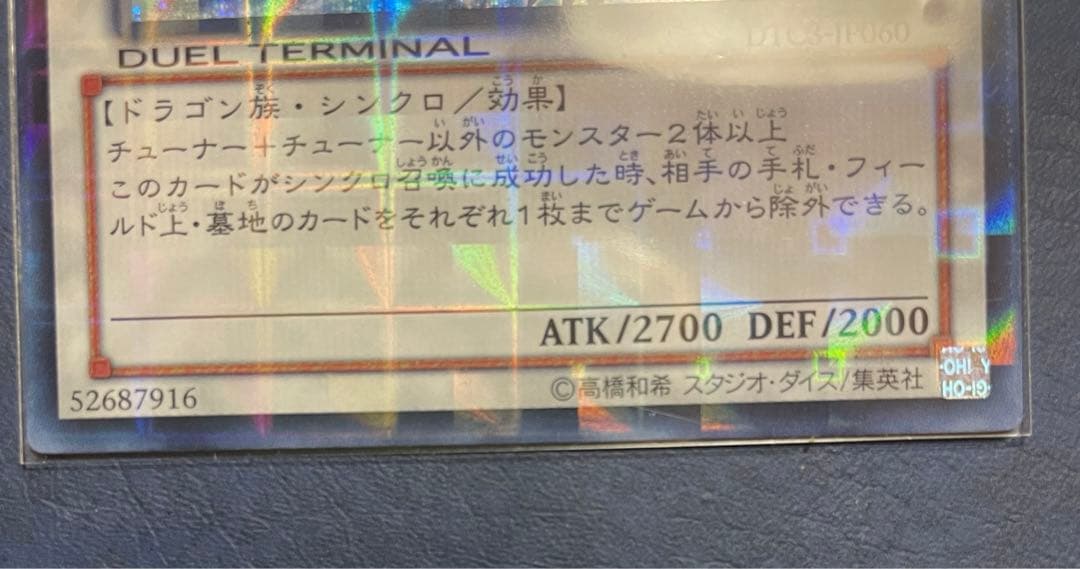 DTC3-JP060
DUEL TERMINAL
【ドラゴン族・シンクロ/効果】
チューナー+チューナー以外のモンスター2体以上
このカードがシンクロ召喚に成功した時、相手の手札・フィー
ルド上・墓地のカードをそれぞれ1枚までゲームから除外できる。
ATK/2700 DEF/2000
52687916
©高橋和希 スタジオ・ダイス/集英社